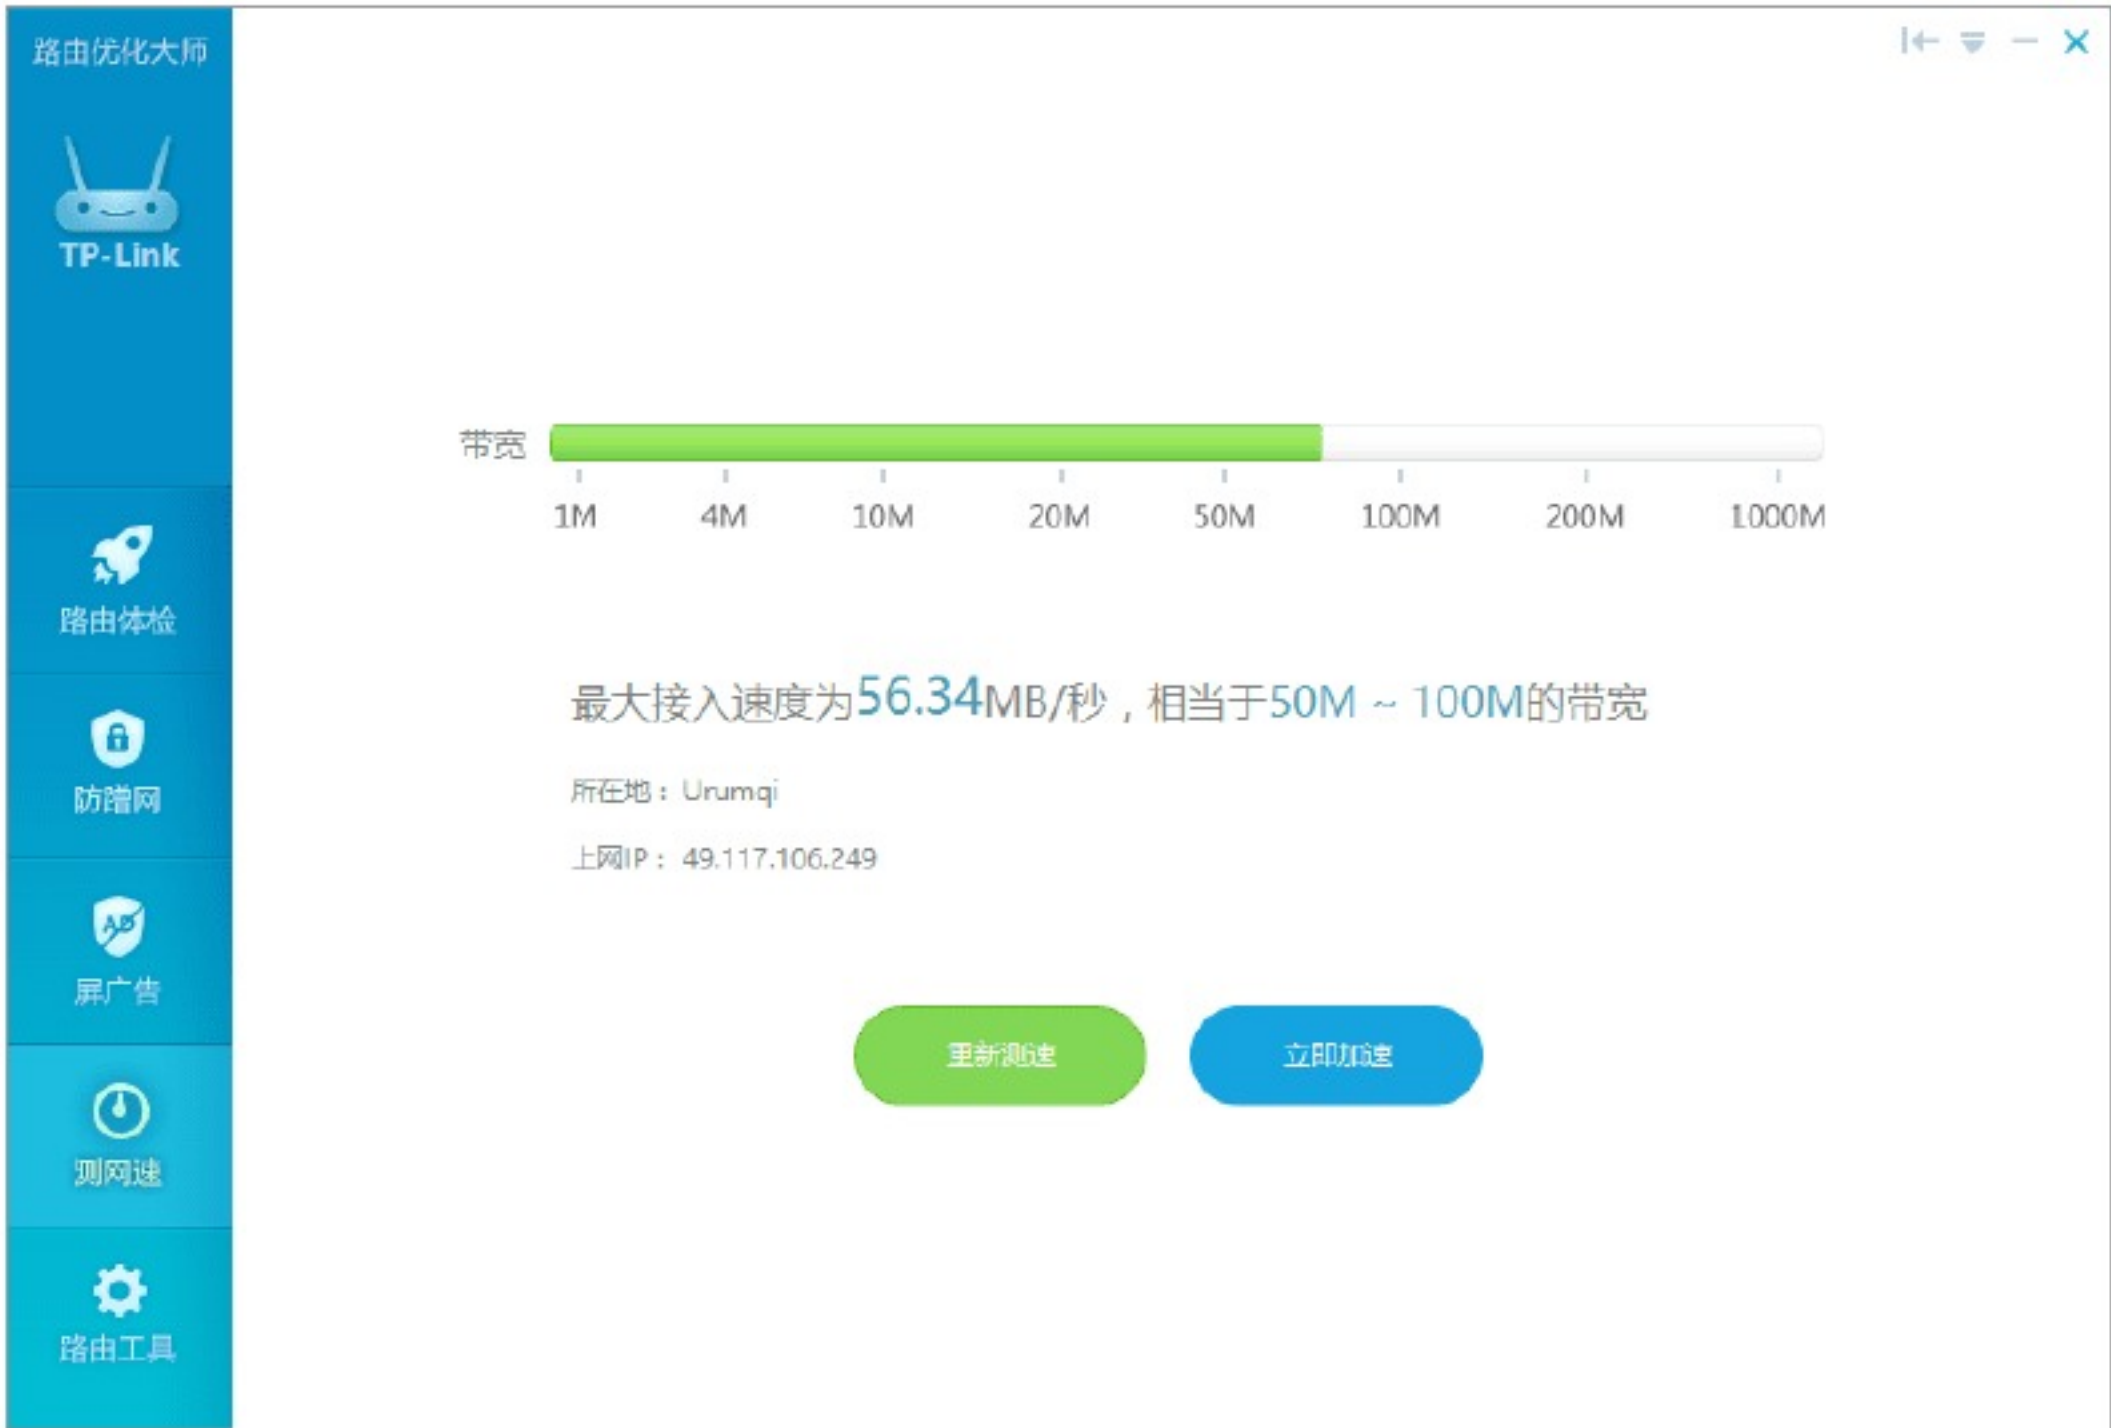 路由优化大师
TP-Link
路由体检
防蹭网
AD
屏广告
测网速
路由工具
带宽
1M 4M 10M 20M 50M 100M 200M 1000M
最大接入速度为56.34MB/秒，相当于50M ~ 100M的带宽
所在地： Urumqi
上网IP： 49.117.106.249
重新测速 立即加速